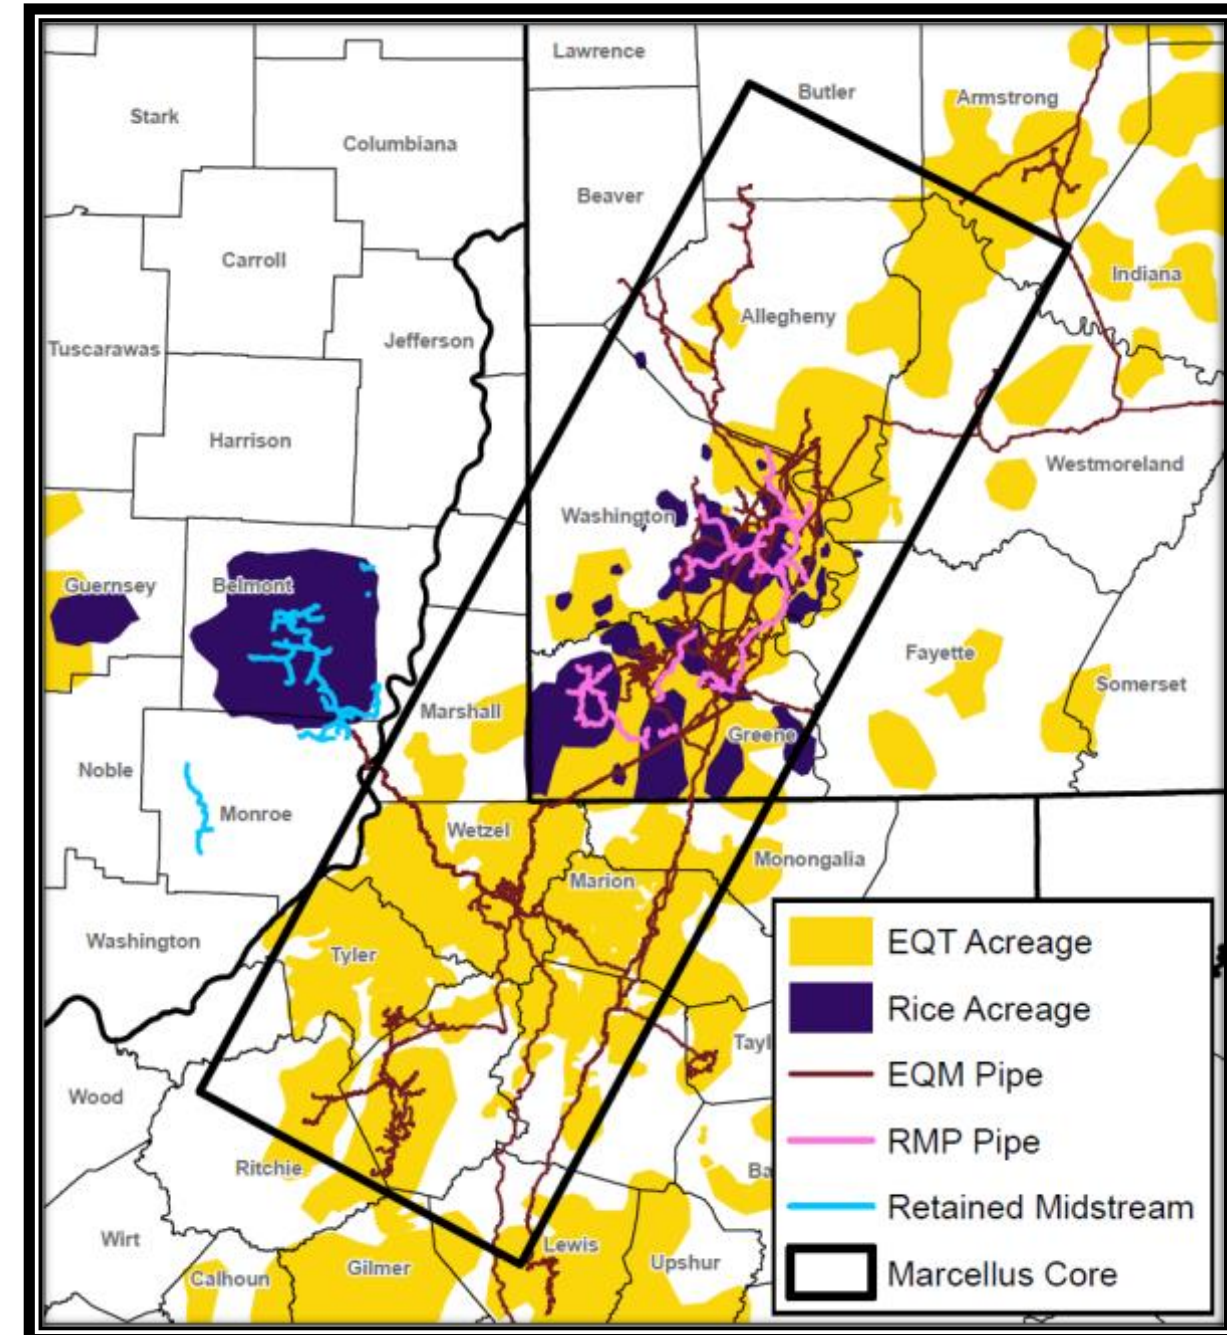 Lawrence
Butler
Armstrong
Stark
Columbiana
Beaver
Carroll
Indiana
Allegheny
Jefferson
Tuscarawas
Harrison
Westmoreland
Washington
Guernsey
Belmont
Fayette
Somerset
Marshall
Greene
Noble
Monroe
Wetzel
Monongalia
Marion
Washington
Tyler
Tayl
Wood
Ritchie
Ba
Wirt
Lewis
Upshur
Gilmer
Calhoun
EQT Acreage
Rice Acreage
EQM Pipe
RMP Pipe
Retained Midstream
Marcellus Core